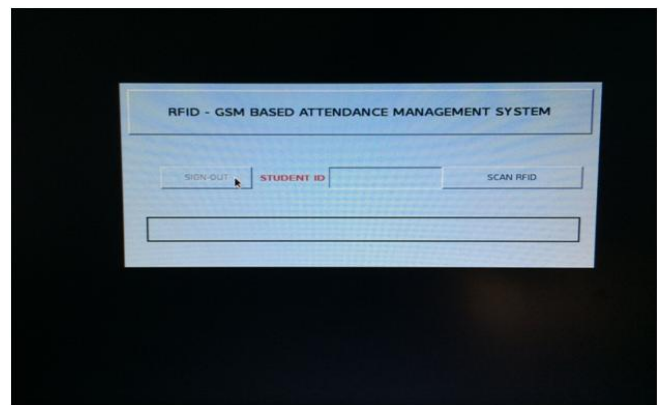 RFID - GSM BASED ATTENDANCE MANAGEMENT SYSTEM
SIGN-OUT STUDENT ID SCAN RFID